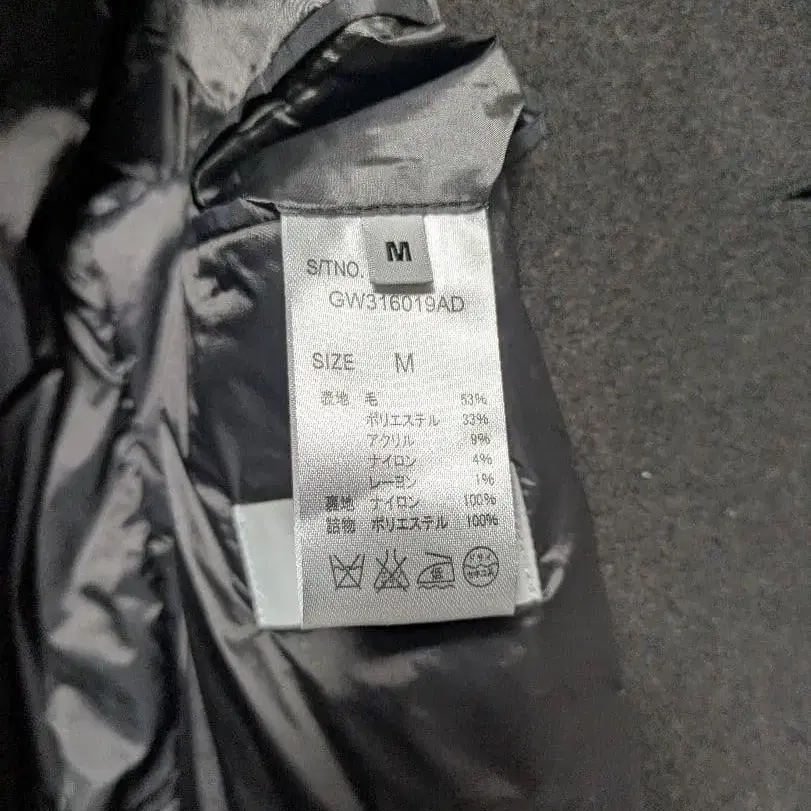 M
S/TNO.
GW316019AD
SIZE M
表地 毛 53%
ポリエステル 33%
アクリル 9%
ナイロン 4%
レーヨン 1%
裏地 ナイロン 100%
詰物 ポリエステル 100%
低